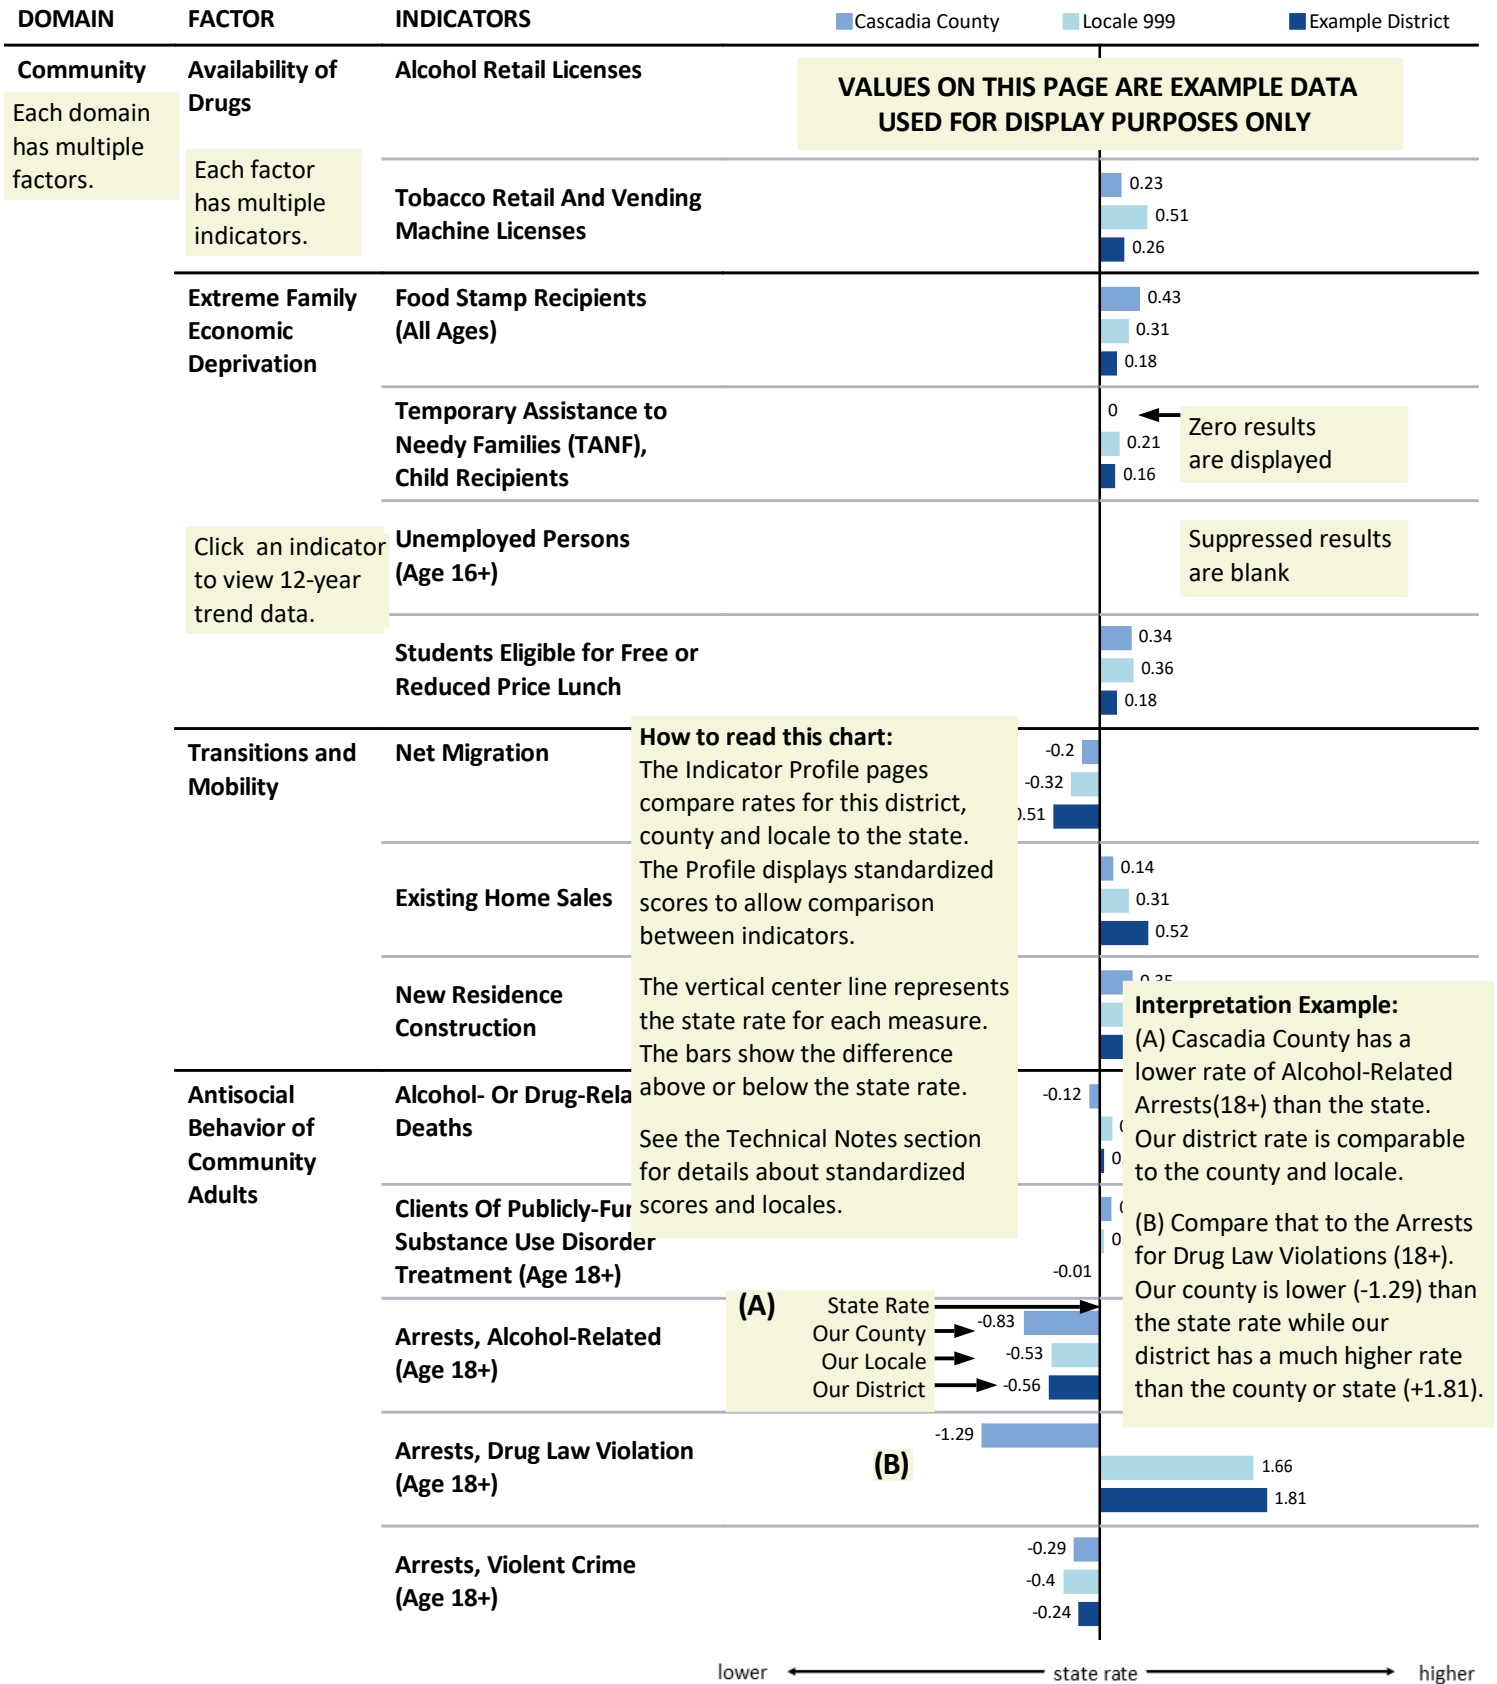 DOMAIN FACTOR INDICATORS Cascadia County Locale 999 Example District
Community
Each domain
has multiple
factors.
Availability of
Drugs
Each factor
has multiple
indicators.
Alcohol Retail Licenses
VALUES ON THIS PAGE ARE EXAMPLE DATA
USED FOR DISPLAY PURPOSES ONLY
Tobacco Retail And Vending
Machine Licenses
0.23
0.51
0.26
Extreme Family
Economic
Deprivation
Food Stamp Recipients
(All Ages)
0.43
0.31
0.18
Temporary Assistance to
Needy Families (TANF),
Child Recipients
0
0.21
0.16
Zero results
are displayed
Click an indicator
to view 12-year
trend data.
Unemployed Persons
(Age 16+)
Suppressed results
are blank
Students Eligible for Free or
Reduced Price Lunch
0.34
0.36
0.18
Transitions and
Mobility
Net Migration
-0.2
-0.32
.51
How to read this chart:
The Indicator Profile pages
compare rates for this district,
county and locale to the state.
The Profile displays standardized
scores to allow comparison
between indicators.
The vertical center line represents
the state rate for each measure.
The bars show the difference
above or below the state rate.
See the Technical Notes section
for details about standardized
scores and locales.
Existing Home Sales
0.14
0.31
0.52
New Residence
Construction
Interpretation Example:
(A) Cascadia County has a
lower rate of Alcohol-Related
Arrests(18+) than the state.
Our district rate is comparable
to the county and locale.
(B) Compare that to the Arrests
for Drug Law Violations (18+).
Our county is lower (-1.29) than
the state rate while our
district has a much higher rate
than the county or state (+1.81).
Antisocial
Behavior of
Community
Adults
Alcohol- Or Drug-Rela
Deaths
-0.12
0.
Clients Of Publicly-Fu
Substance Use Disorder
Treatment (Age 18+)
0.
-0.01
Arrests, Alcohol-Related
(Age 18+)
(A)
State Rate
Our County
Our Locale
Our District
-0.83
-0.53
-0.56
Arrests, Drug Law Violation
(Age 18+)
(B)
-1.29
1.66
1.81
Arrests, Violent Crime
(Age 18+)
-0.29
-0.4
-0.24
lower state rate higher